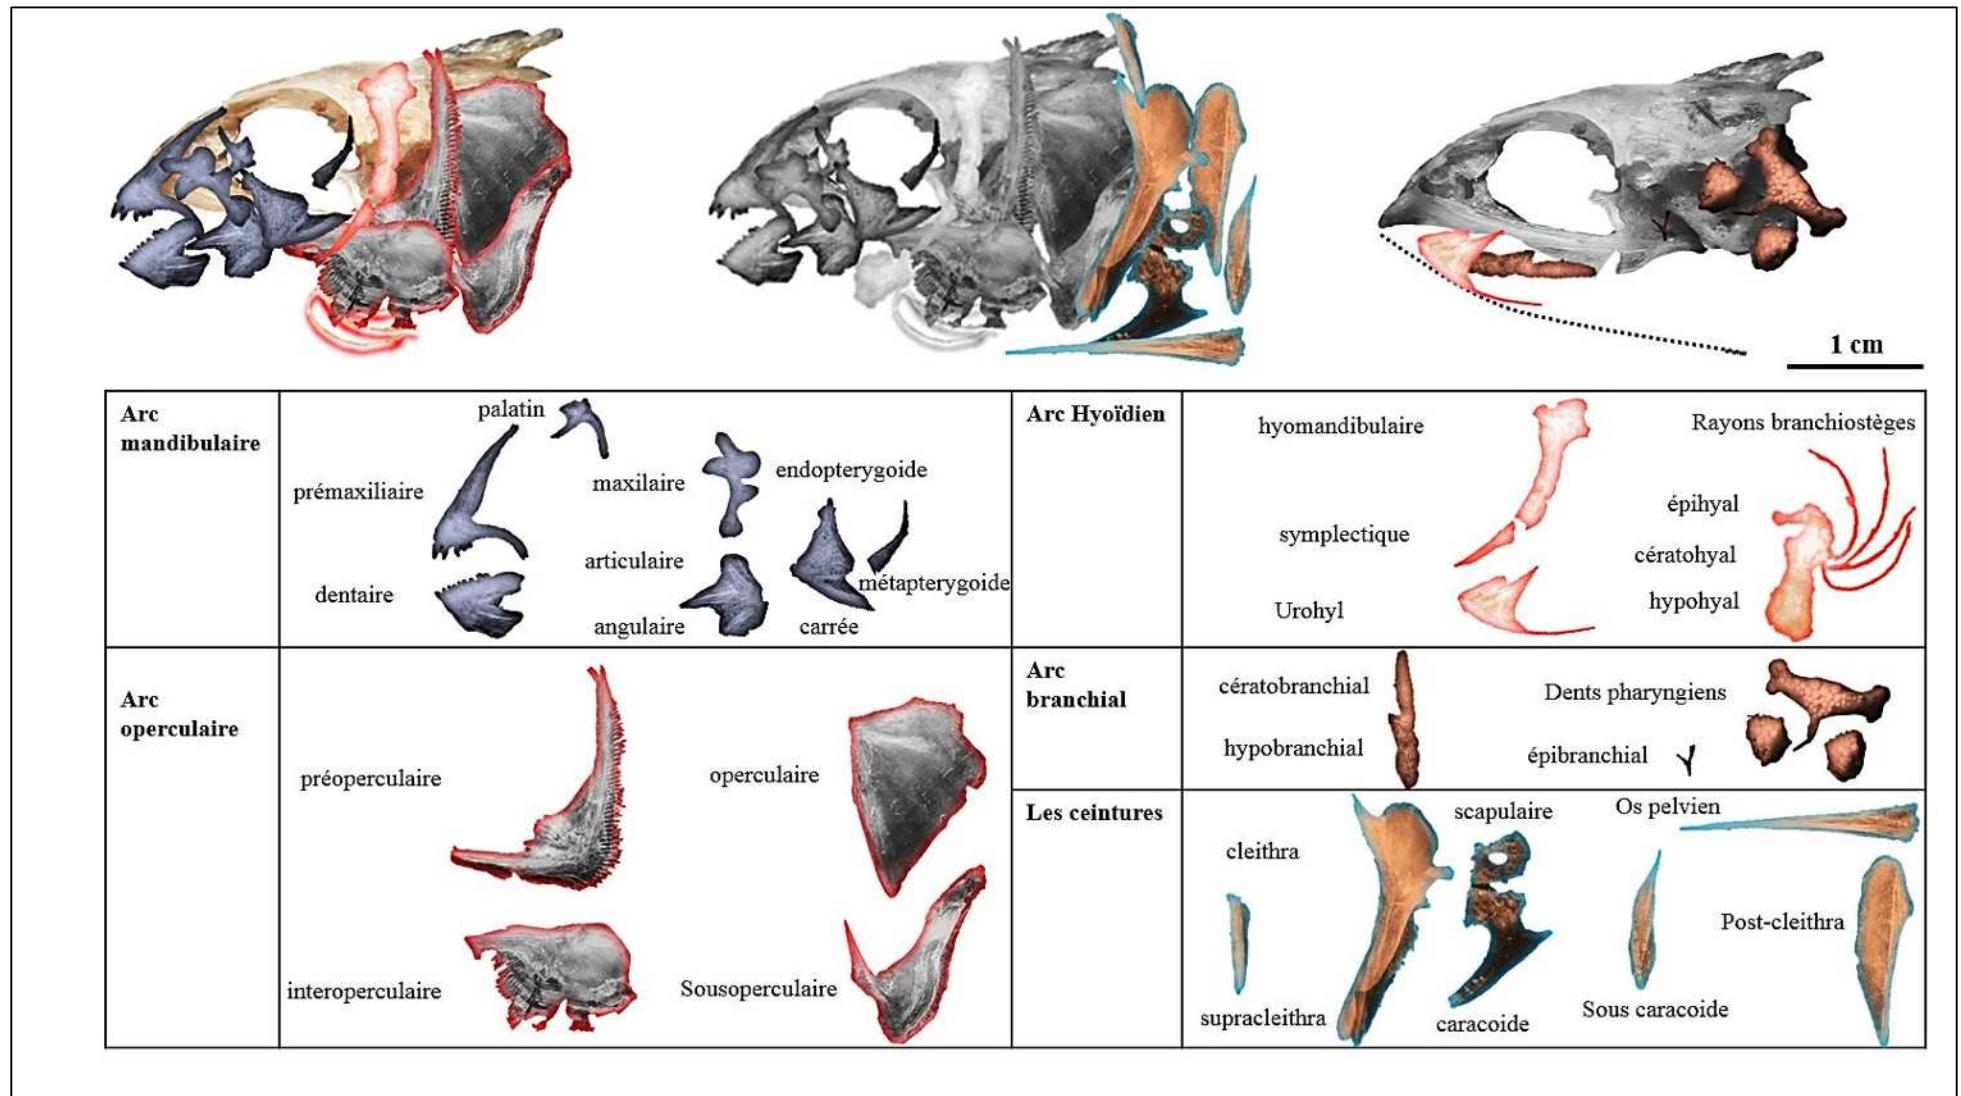 1 cm
Arc
mandibulaire
palatin
prémaxiliaire
maxilaire
endopterygoide
articulaire
métapterygoide
dentaire
angulaire
carrée
Arc Hyoïdien
hyomandibulaire
Rayons branchiostèges
épihyal
symplectique
cératohyal
hypohyal
Urohyl
Arc
operculaire
préoperculaire
operculaire
interoperculaire
Sousoperculaire
Arc
branchial
cératobranchial
Dents pharyngiens
hypobranchial
épibranchial
Les ceintures
Os pelvien
scapulaire
cleithra
Post-cleithra
Sous caracoide
supracleithra
caracoide